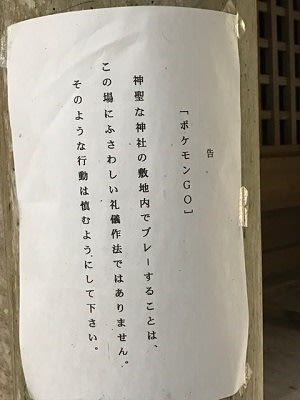 告
「ポケモンGO」
神聖な神社の敷地内でプレーすることは、
この場にふさわしい礼儀作法ではありません。
そのような行動は慎むようにして下さい。